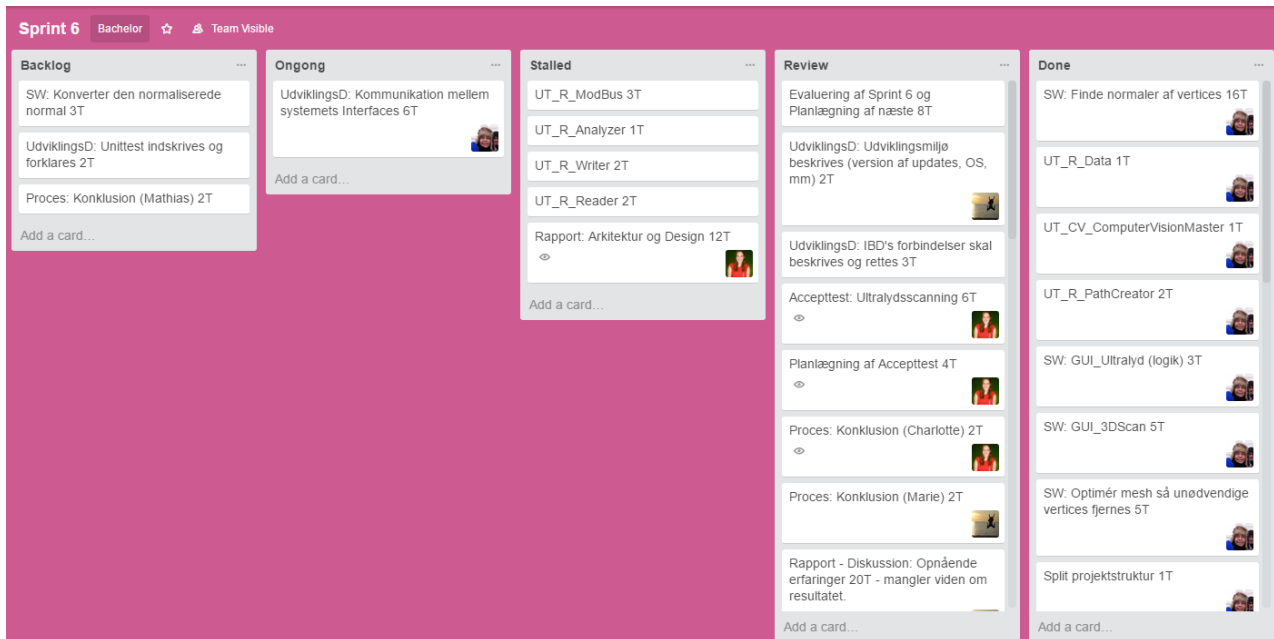 Sprint 6 Bachelor Team Visible
Backlog
SW: Konverter den normaliserede
normal 3T
UdviklingsD: Unittest indskrives og
forklares 2T
Proces: Konklusion (Mathias) 2T
Add a card...
Ongong
UdviklingsD: Kommunikation mellem
systemets Interfaces 6T
Add a card...
Stalled
UT_R_ModBus 3T
UT_R_Analyzer 1T
UT_R_Writer 2T
UT_R_Reader 2T
Rapport: Arkitektur og Design 12T
Add a card...
Review
Evaluering af Sprint 6 og
Planlægning af næste 8T
UdviklingsD: Udviklingsmiljø
beskrives (version af updates, OS,
mm) 2T
UdviklingsD: IBD's forbindelser skal
beskrives og rettes 3T
Accepttest: Ultralydsscanning 6T
Planlægning af Accepttest 4T
Proces: Konklusion (Charlotte) 2T
Proces: Konklusion (Marie) 2T
Rapport - Diskussion: Opnående
erfaringer 20T - mangler viden om
resultatet.
Add a card...
Done
SW: Finde normaler af vertices 16T
UT_R_Data 1T
UT_CV_ComputerVisionMaster 1T
UT_R_PathCreator 2T
SW: GUI_Ultralyd (logik) 3T
SW: GUI_3DScan 5T
SW: Optimér mesh så unødvendige
vertices fjernes 5T
Split projektstruktur 1T
Add a card...